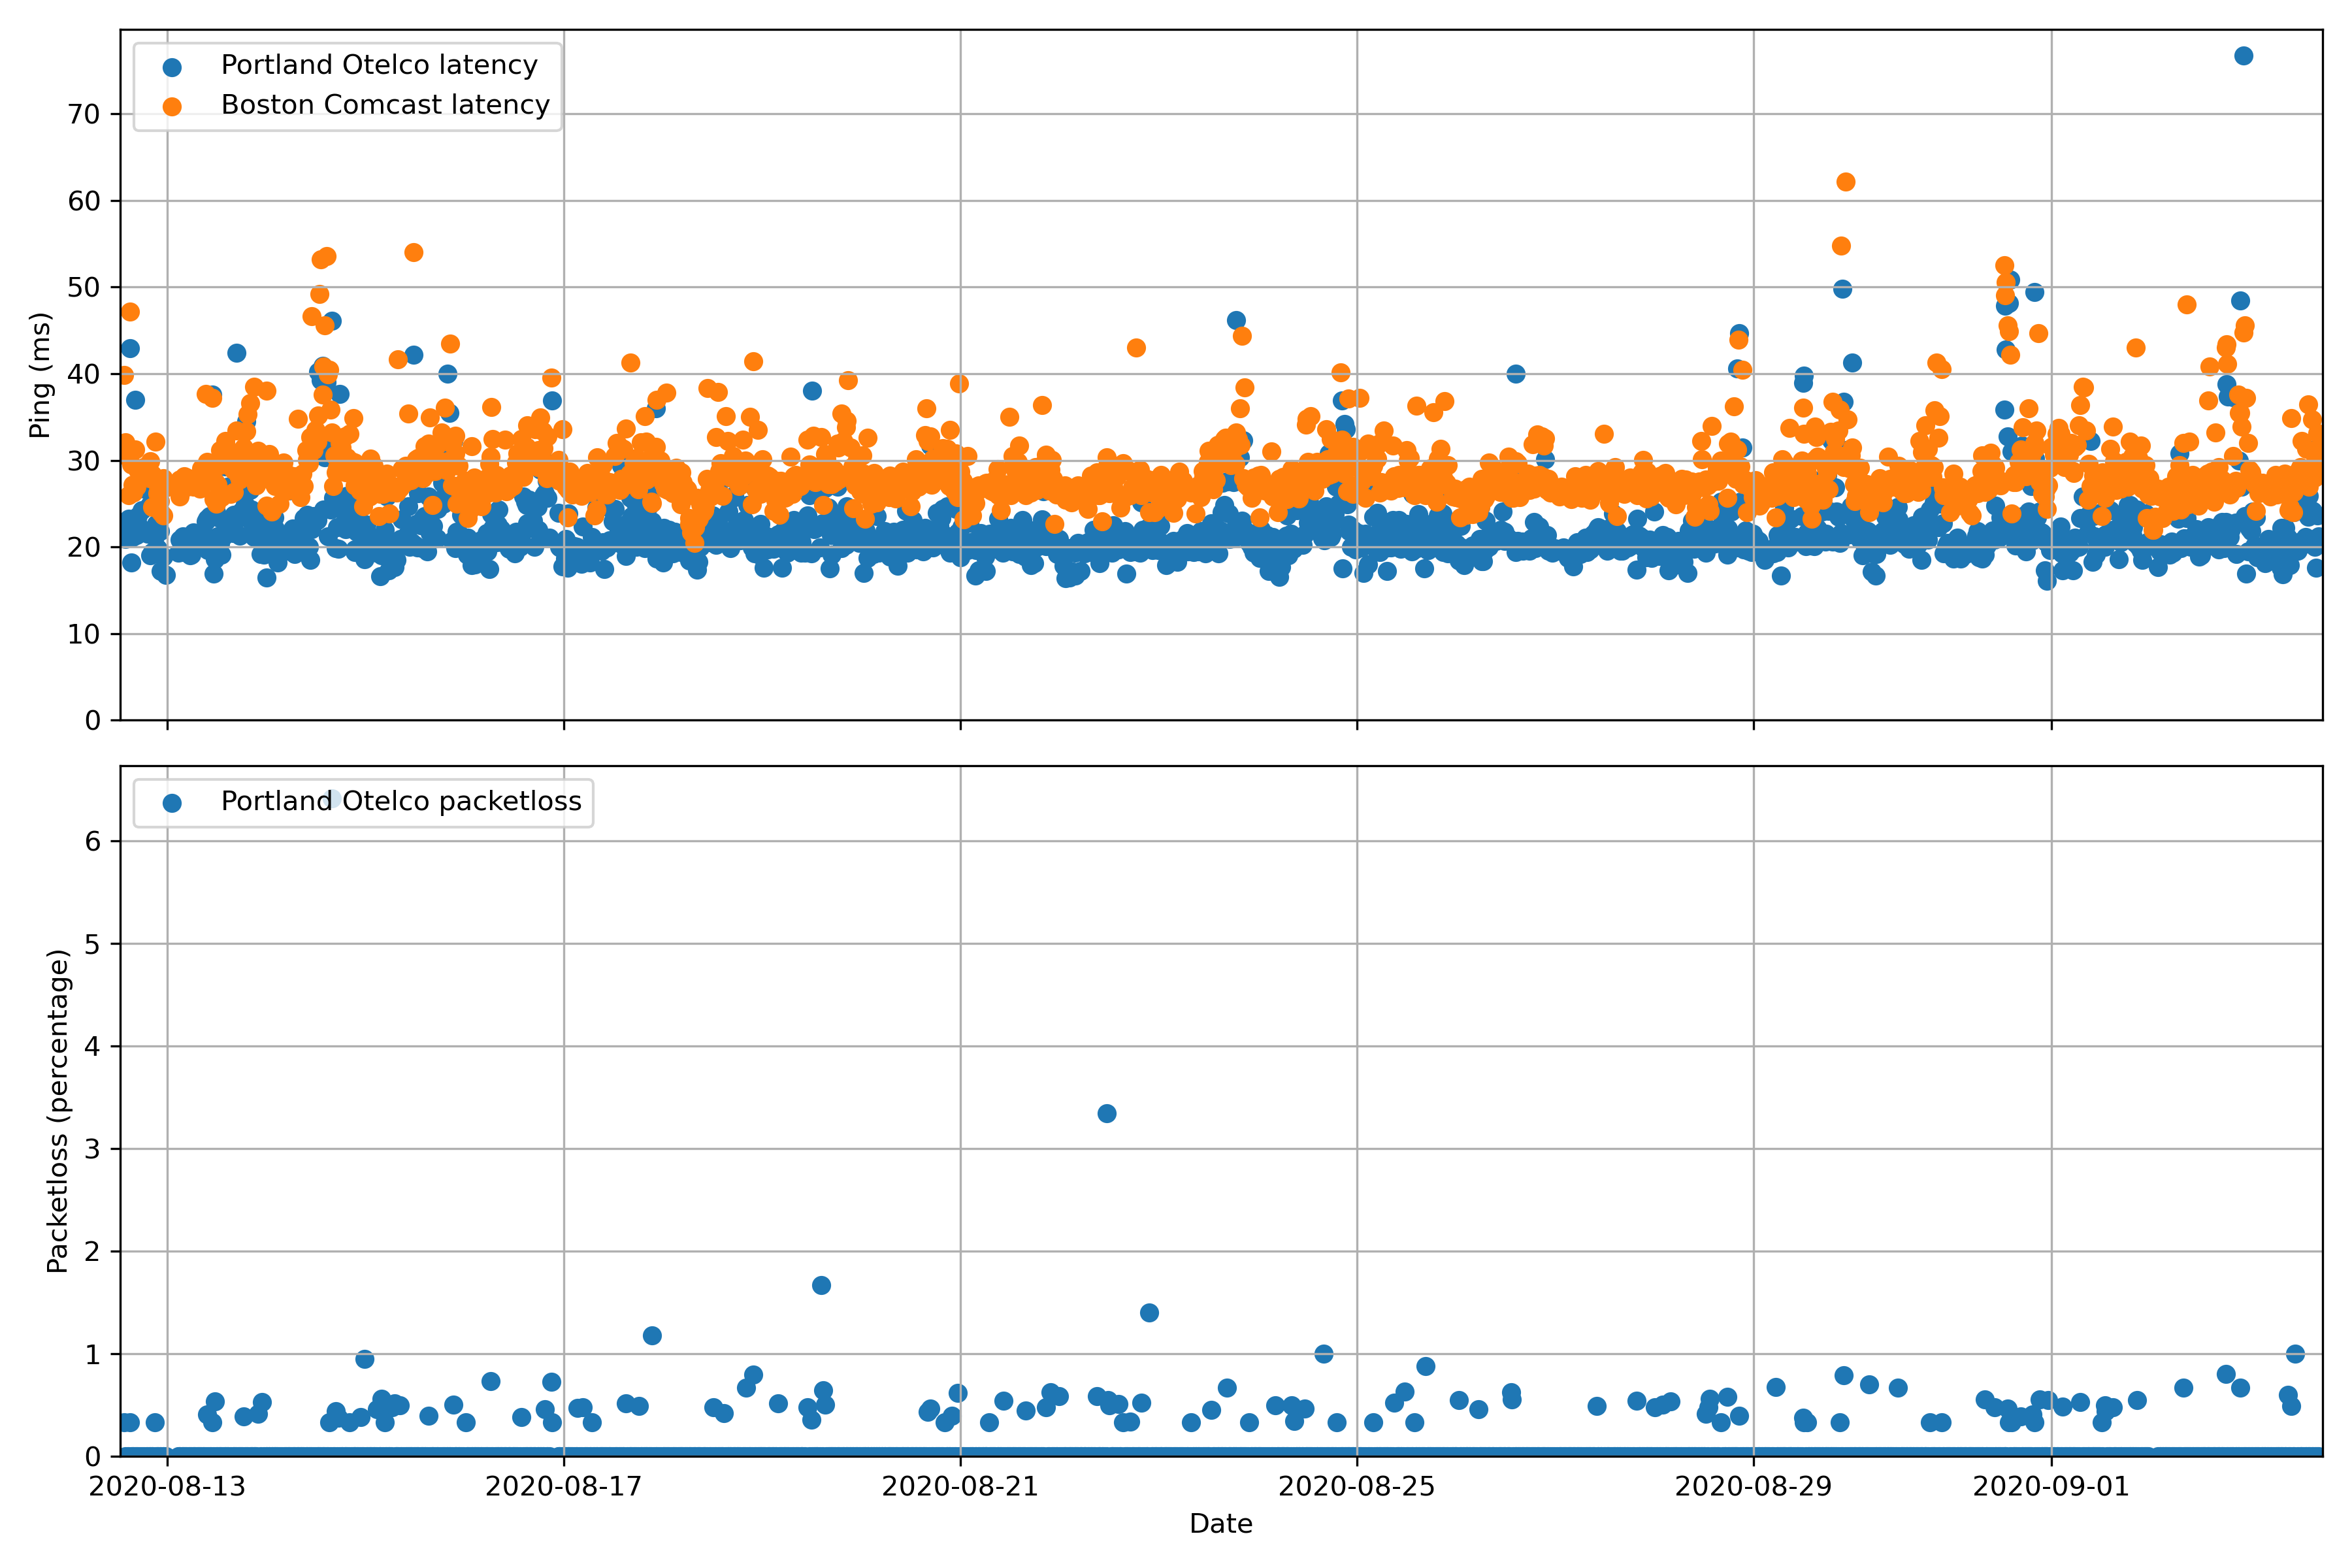 Portland Otelco latency
Boston Comcast latency
70
60
50
40
30
20
10
0
Ping (ms)
Portland Otelco packetloss
6
5
4
3
2
1
0
Packetloss (percentage)
2020-08-13 2020-08-17 2020-08-21 2020-08-25 2020-08-29 2020-09-01
Date